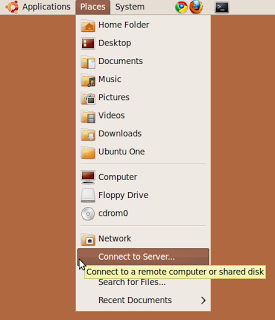 Applications Places System
Home Folder
Desktop
Documents
Music
Pictures
Videos
Downloads
Ubuntu One
Computer
Floppy Drive
cdrom0
Network
Connect to Server...
Connect to a remote computer or shared disk
Search for Files...
Recent Documents